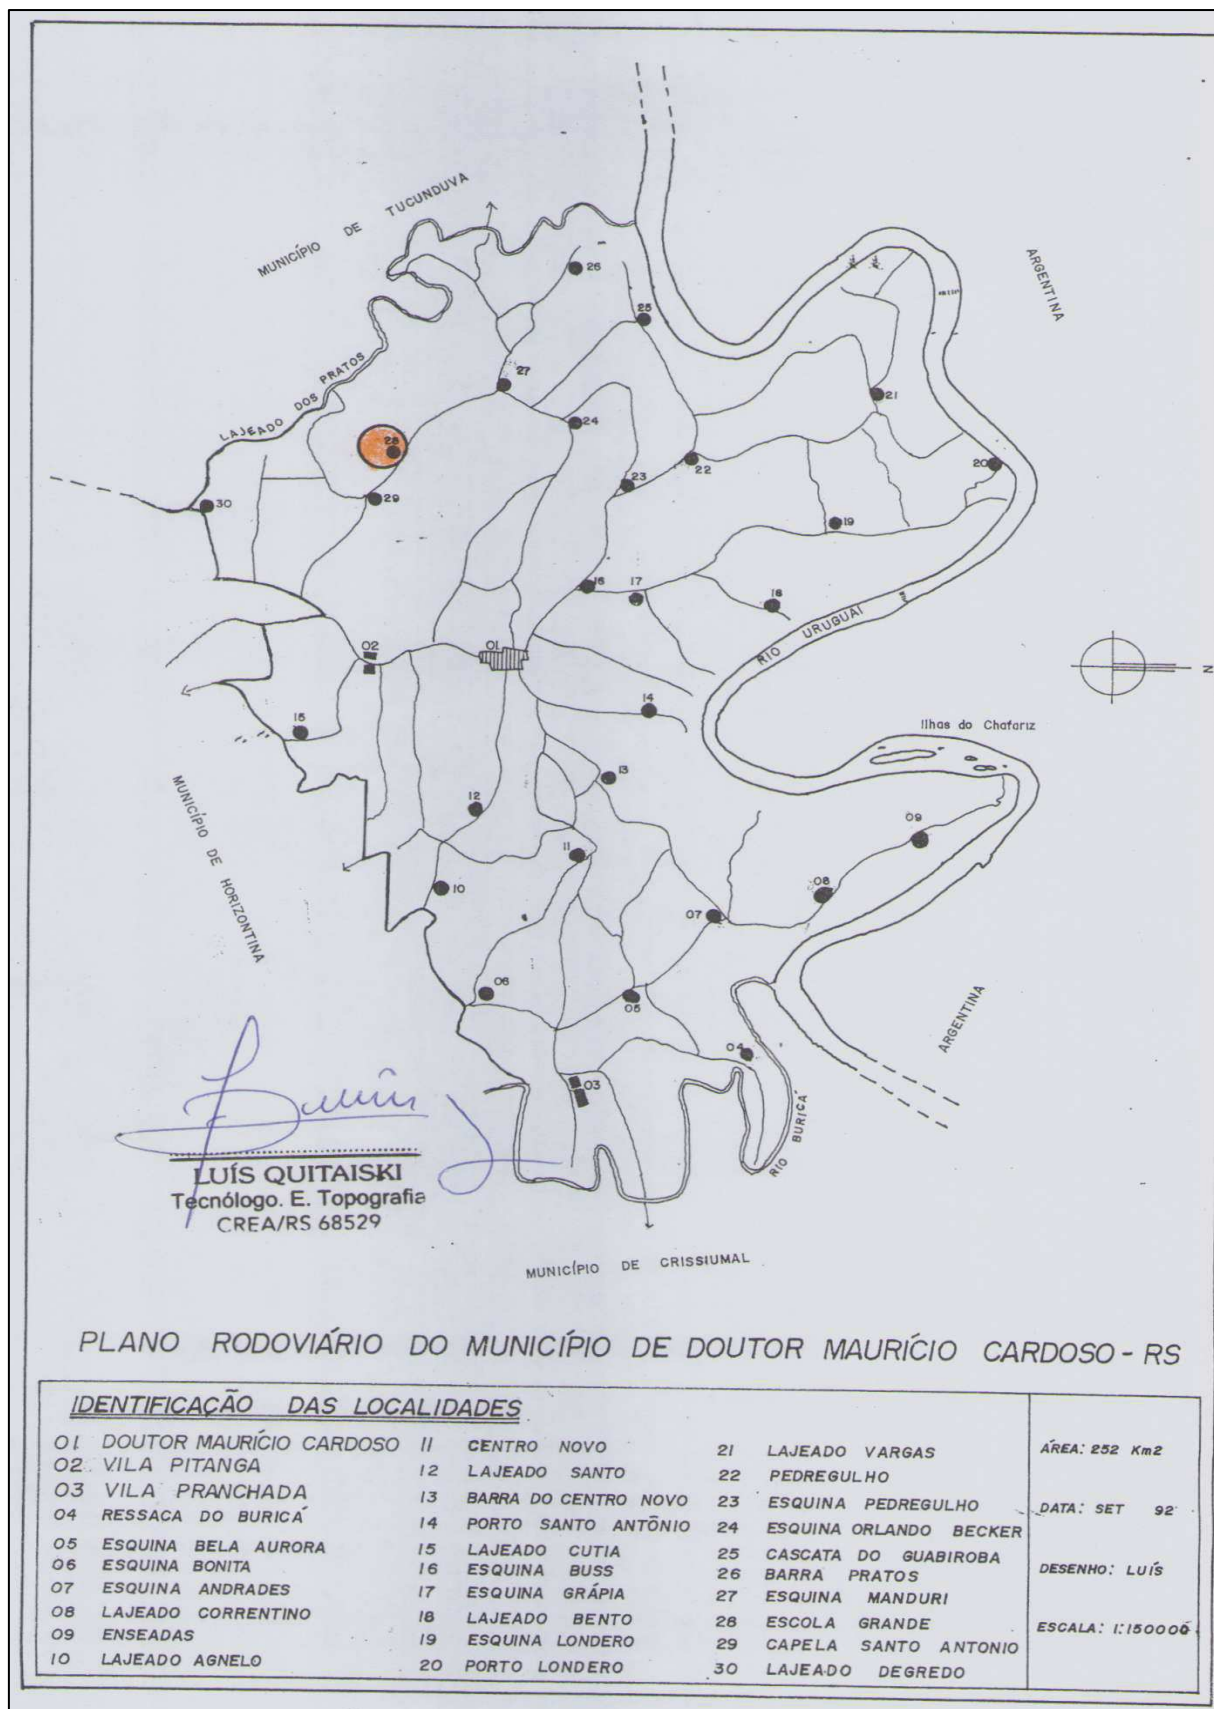 MUNICÍPIO DE TUCUNDUVA
ARGENTINA
LAJEADO DOS PRATOS
26
25
27
24
21
28
22
20
23
29
30
19
16
17
18
RIO URUGUAI
02
01
N
14
15
Ilhas do Chafariz
13
MUNICÍPIO DE HORIZONTINA
12
09
11
10
08
07
06
05
ARGENTINA
04
03
RIO BURICÁ
LUÍS QUITAISKI
Tecnólogo. E. Topografia
CREA/RS 68529
MUNICÍPIO DE CRISSIUMAL
PLANO RODOVIÁRIO DO MUNICÍPIO DE DOUTOR MAURÍCIO CARDOSO - RS
IDENTIFICAÇÃO DAS LOCALIDADES
01 DOUTOR MAURÍCIO CARDOSO
02 VILA PITANGA
03 VILA PRANCHADA
04 RESSACA DO BURICÁ
05 ESQUINA BELA AURORA
06 ESQUINA BONITA
07 ESQUINA ANDRADES
08 LAJEADO CORRENTINO
09 ENSEADAS
10 LAJEADO AGNELO
11 CENTRO NOVO
12 LAJEADO SANTO
13 BARRA DO CENTRO NOVO
14 PORTO SANTO ANTÔNIO
15 LAJEADO CUTIA
16 ESQUINA BUSS
17 ESQUINA GRÁPIA
18 LAJEADO BENTO
19 ESQUINA LONDERO
20 PORTO LONDERO
21 LAJEADO VARGAS
22 PEDREGULHO
23 ESQUINA PEDREGULHO
24 ESQUINA ORLANDO BECKER
25 CASCATA DO GUABIROBA
26 BARRA PRATOS
27 ESQUINA MANDURI
28 ESCOLA GRANDE
29 CAPELA SANTO ANTONIO
30 LAJEADO DEGREDO
ÁREA: 252 Km2
DATA: SET 92
DESENHO: LUÍS
ESCALA: 1:150000